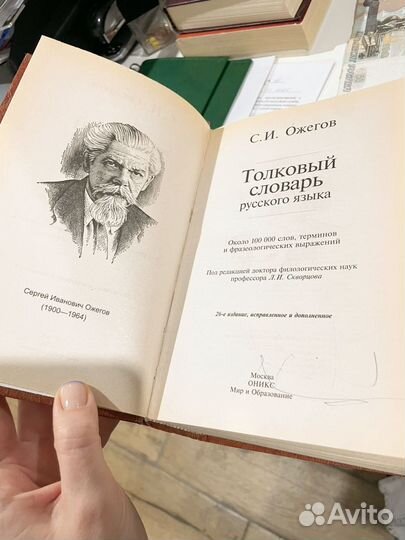 Сергей Иванович Ожегов
(1900—1964)
С.И. Ожегов
Толковый
словарь
русского языка
Около 100 000 слов, терминов
и фразеологических выражений
Под редакцией доктора филологических наук
профессора Л.И. Скворцова
26-е издание, исправленное и дополненное
Москва
ОНИКС
Мир и Образование
Avito